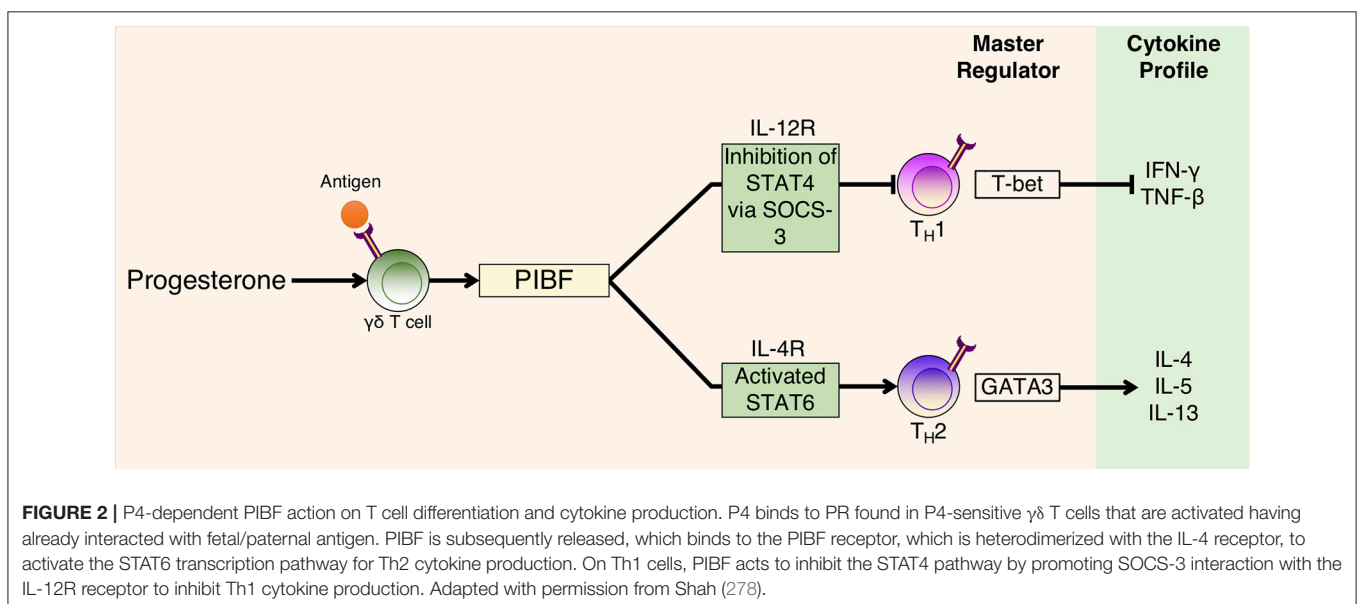 Master
Regulator
Cytokine
Profile
Antigen
Progesterone
γδ T cell
PIBF
IL-12R
Inhibition of
STAT4
via SOCS-
3
TH1
T-bet
IFN-γ
TNF-β
IL-4R
Activated
STAT6
TH2
GATA3
IL-4
IL-5
IL-13
FIGURE 2 | P4-dependent PIBF action on T cell differentiation and cytokine production. P4 binds to PR found in P4-sensitive γδ T cells that are activated having
already interacted with fetal/paternal antigen. PIBF is subsequently released, which binds to the PIBF receptor, which is heterodimerized with the IL-4 receptor, to
activate the STAT6 transcription pathway for Th2 cytokine production. On Th1 cells, PIBF acts to inhibit the STAT4 pathway by promoting SOCS-3 interaction with the
IL-12R receptor to inhibit Th1 cytokine production. Adapted with permission from Shah (278).